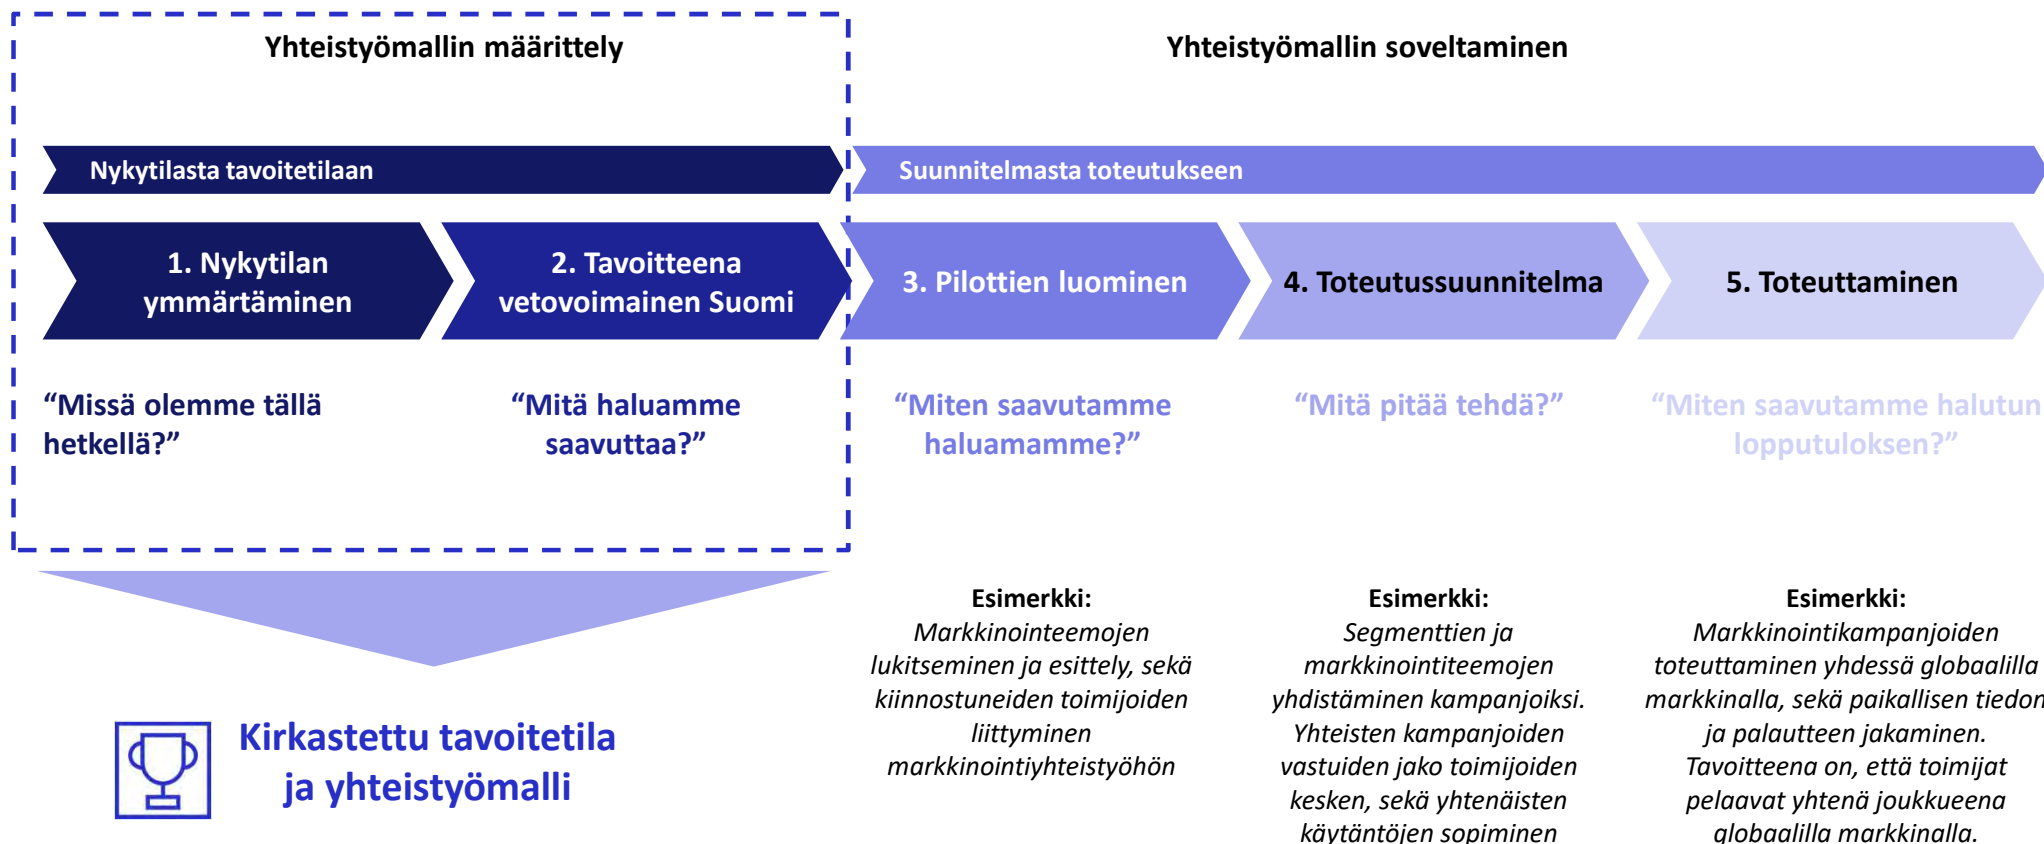 Yhteistyömallin määrittely
Yhteistyömallin soveltaminen
Nykytilasta tavoitetilaan
Suunnitelmasta toteutukseen
1. Nykytilan
ymmärtäminen
2. Tavoitteena
vetovoimainen Suomi
3. Pilottien luominen
4. Toteutussuunnitelma
5. Toteuttaminen
“Missä olemme tällä
hetkellä?”
“Mitä haluamme
saavuttaa?”
“Miten saavutamme
haluamamme?”
“Mitä pitää tehdä?”
“Miten saavutamme halutun
lopputuloksen?”
Kirkastettu tavoitetila
ja yhteistyömalli
Esimerkki:
Markkinointeemojen
lukitseminen ja esittely, sekä
kiinnostuneiden toimijoiden
liittyminen
markkinointiyhteistyöhön
Esimerkki:
Segmenttien ja
markkinointiteemojen
yhdistäminen kampanjoiksi.
Yhteisten kampanjoiden
vastuiden jako toimijoiden
kesken, sekä yhtenäisten
käytäntöjen sopiminen
Esimerkki:
Markkinointikampanjoiden
toteuttaminen yhdessä globaalilla
markkinalla, sekä paikallisen tiedon
ja palautteen jakaminen.
Tavoitteena on, että toimijat
pelaavat yhtenä joukkueena
globaalilla markkinalla.